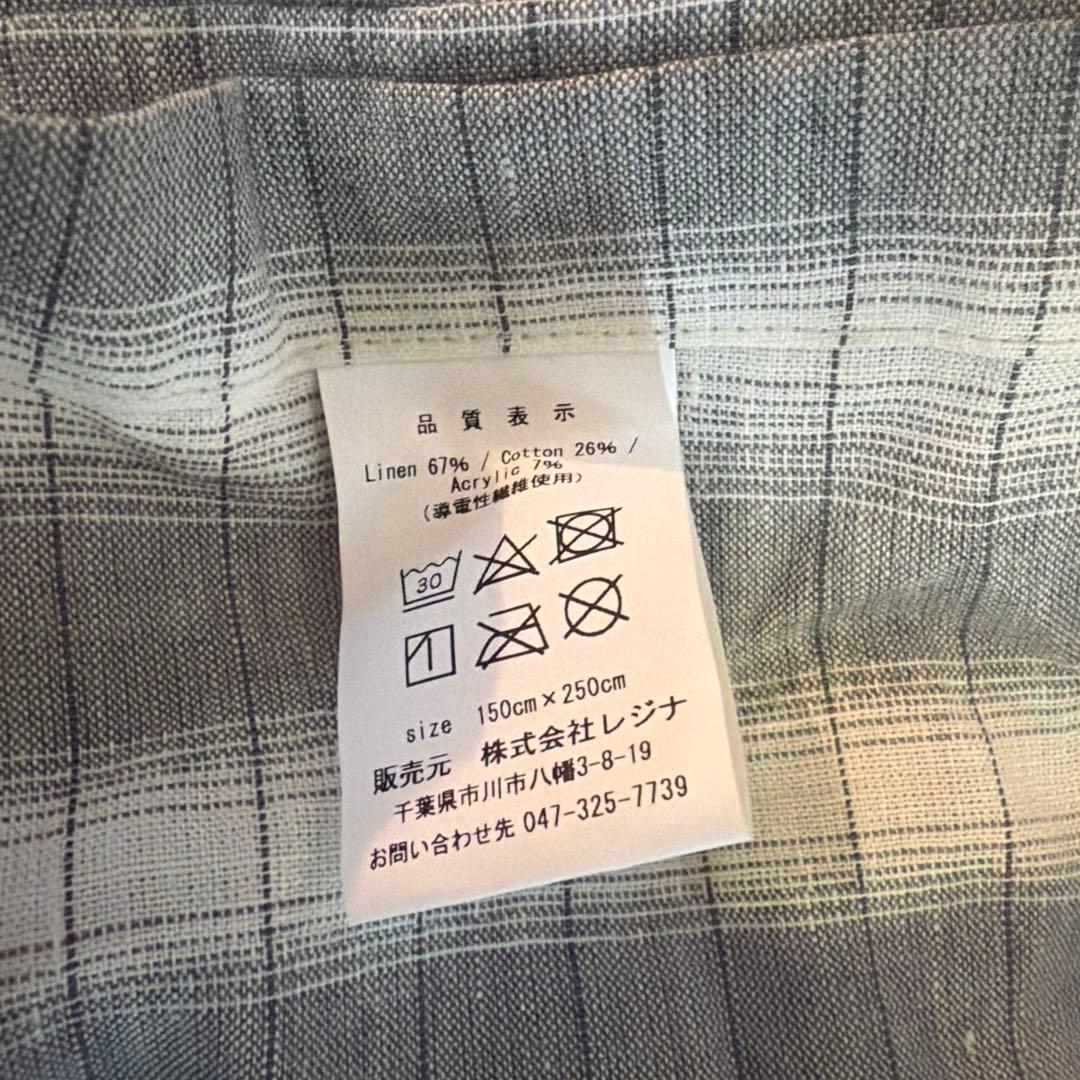 品質表示
Linen 67% / Cotton 26% /
Acrylic 7%
(導電性繊維使用)
30
size 150cm×250cm
販売元 株式会社レジナ
千葉県市川市八幡3-8-19
お問い合わせ先 047-325-7739